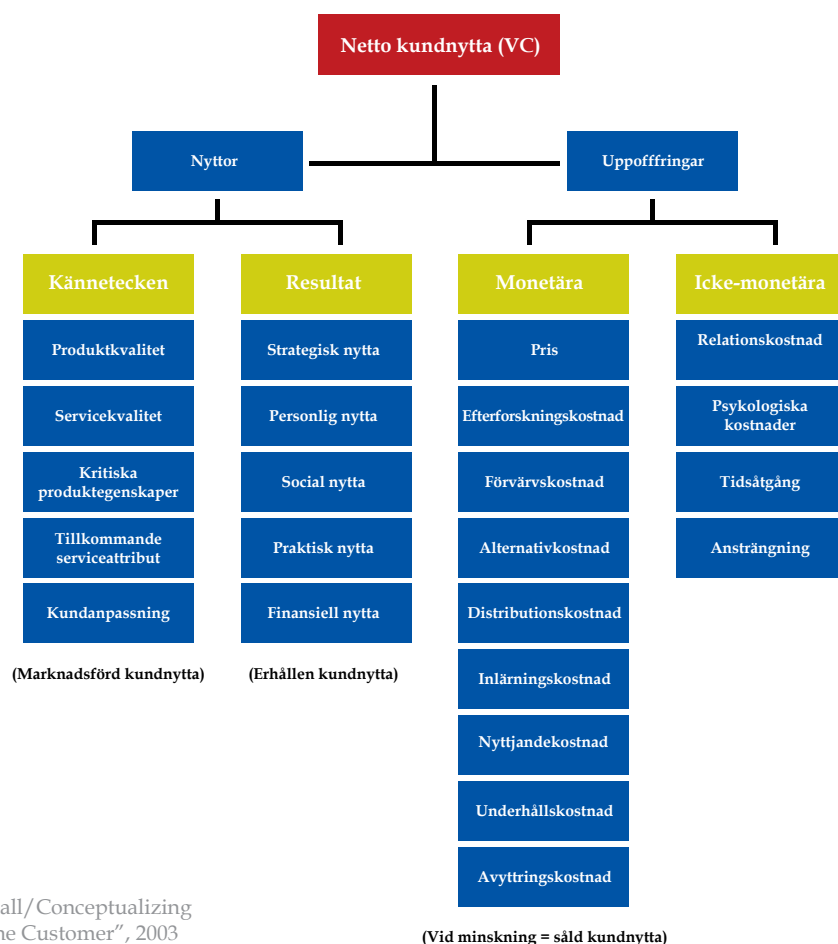 Netto kundnytta (VC)
Nyttor
Uppofffringar
Kännetecken
Produktkvalitet
Servicekvalitet
Kritiska
produktegenskaper
Tillkommande
serviceattribut
Kundanpassning
(Marknadsförd kundnytta)
Resultat
Strategisk nytta
Personlig nytta
Social nytta
Praktisk nytta
Finansiell nytta
(Erhållen kundnytta)
Monetära
Pris
Efterforskningskostnad
Förvärvskostnad
Alternativkostnad
Distributionskostnad
Inlärningskostnad
Nyttjandekostnad
Underhållskostnad
Avyttringskostnad
(Vid minskning = såld kundnytta)
Icke-monetära
Relationskostnad
Psykologiska
kostnader
Tidsåtgång
Ansträngning
all/Conceptualizing
ne Customer”, 2003